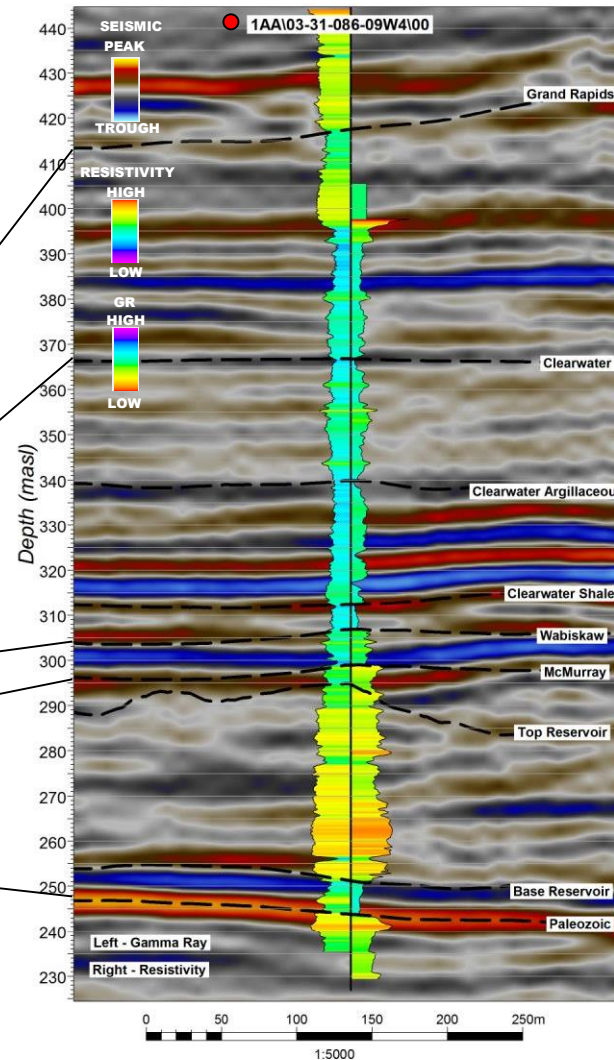 1AA\03-31-086-09W4\00
SEISMIC
PEAK
TROUGH
RESISTIVITY
HIGH
LOW
GR
HIGH
LOW
Depth (masl)
440
430
420
410
400
390
380
370
360
350
340
330
320
310
300
290
280
270
260
250
240
230
Grand Rapids
Clearwater
Clearwater Argillaceou
Clearwater Shale
Wabiskaw
McMurray
Top Reservoir
Base Reservoir
Paleozoic
Left - Gamma Ray
Right - Resistivity
0 50 100 150 200 250m
1:5000